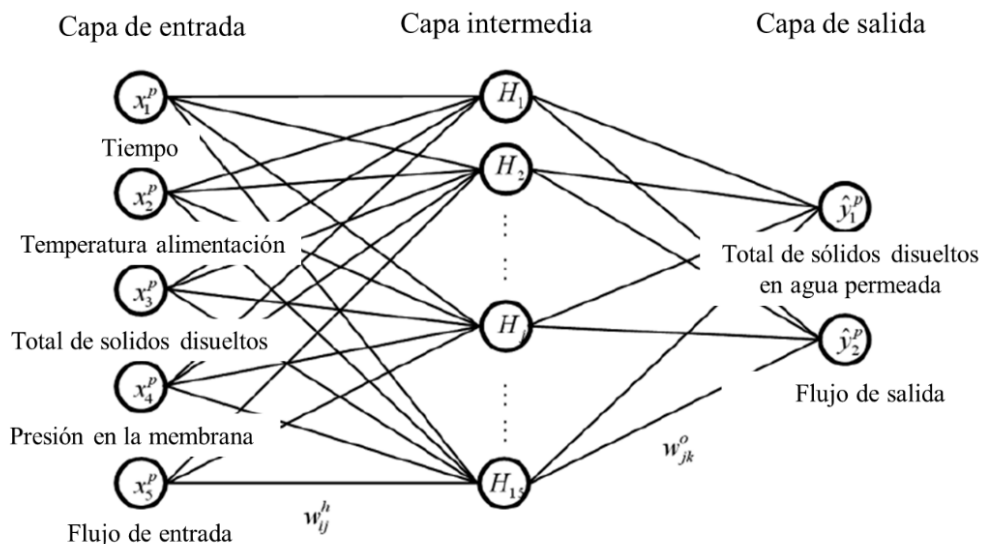 Capa de entrada
Capa intermedia
Capa de salida
x₁ᵖ
Tiempo
x₂ᵖ
Temperatura alimentación
x₃ᵖ
Total de solidos disueltos
x₄ᵖ
Presión en la membrana
x₅ᵖ
Flujo de entrada
H₁
H₂
Hⱼ
H₁₅
wᵢⱼʰ
ŷ₁ᵖ
Total de sólidos disueltos
en agua permeada
ŷ₂ᵖ
Flujo de salida
wⱼₖᵒ